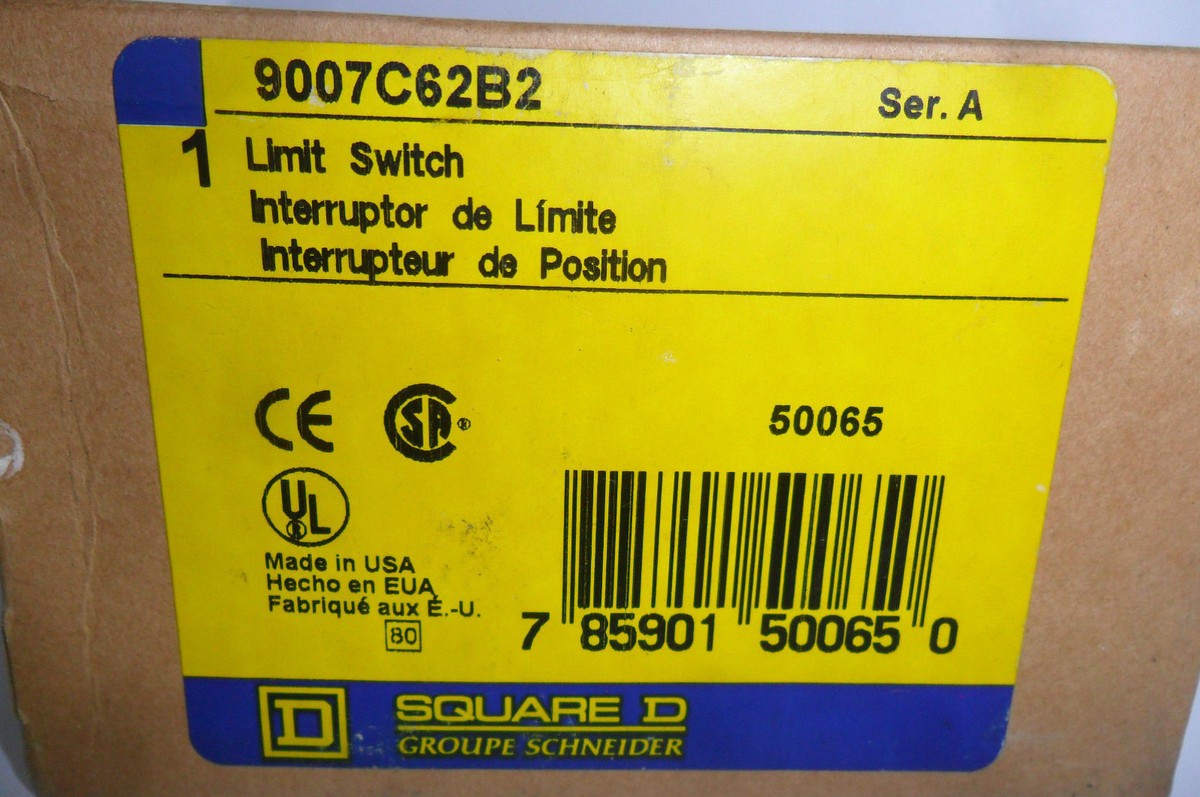 9007C62B2
Ser. A
1
Limit Switch
Interruptor de Límite
Interrupteur de Position
CE
SA ®
50065
UL ®
Made in USA
Hecho en EUA
Fabriqué aux É.-U.
80
7 85901 50065 0
D
SQUARE D
GROUPE SCHNEIDER